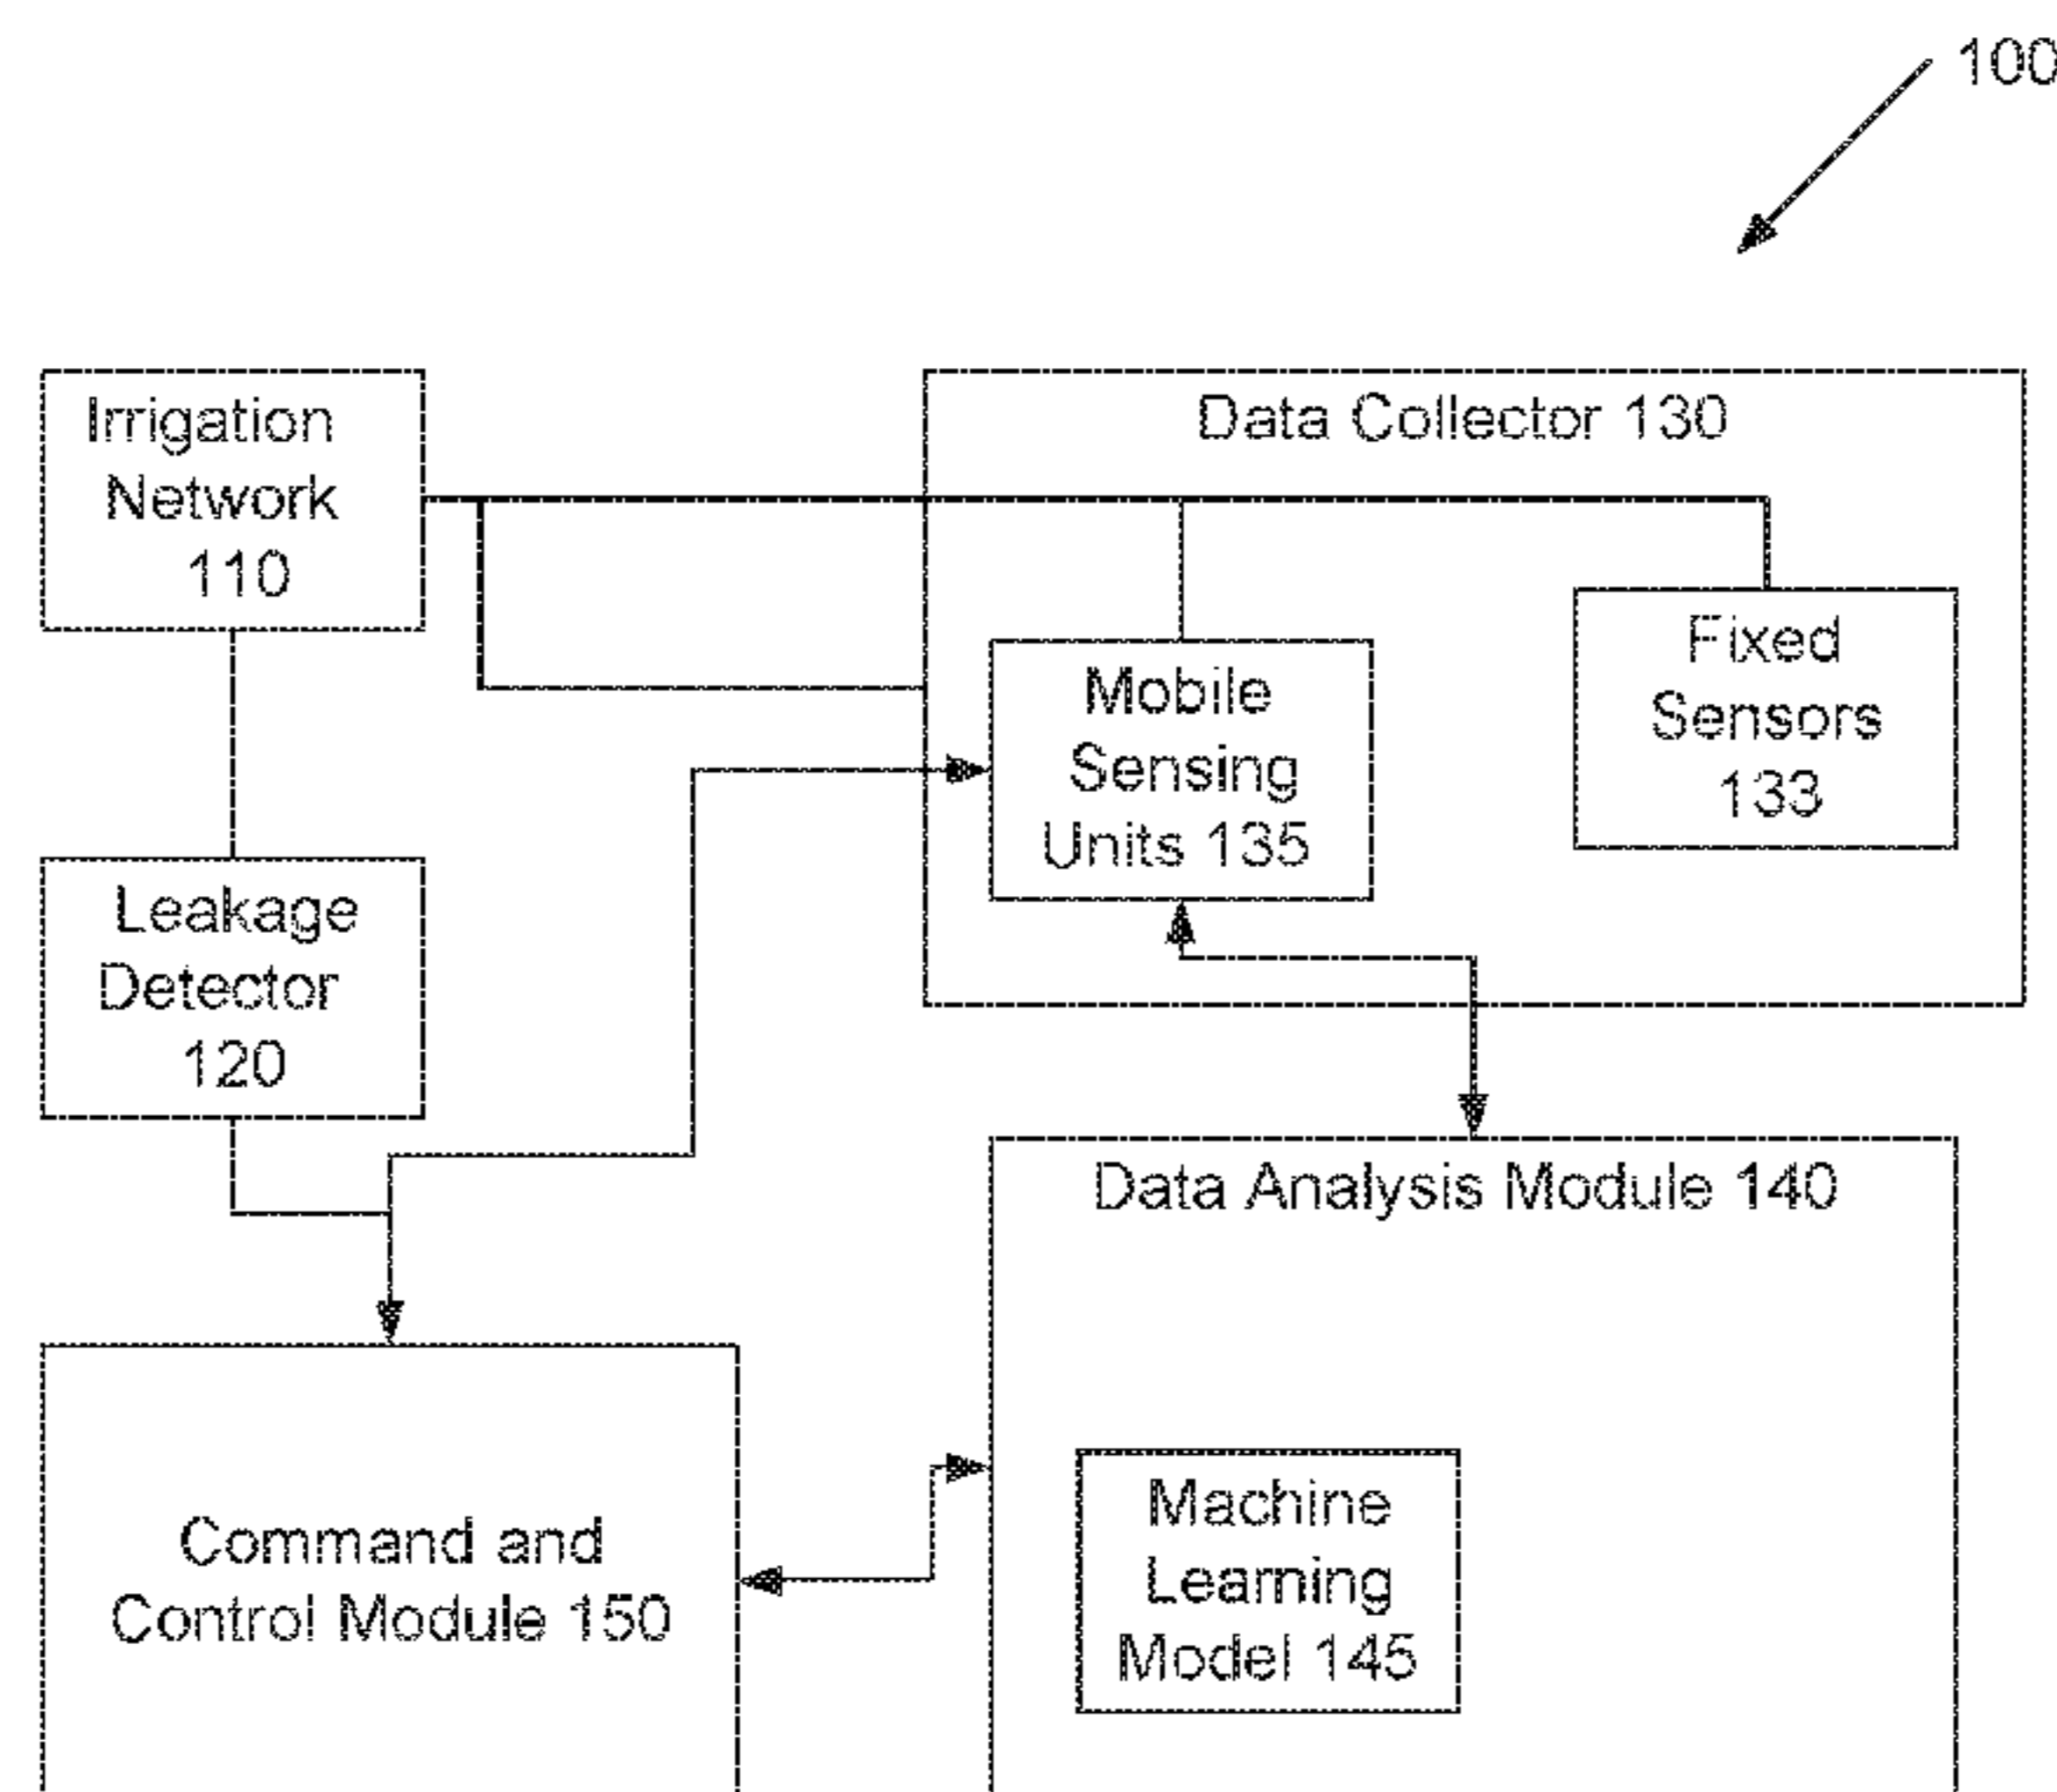 100
Irrigation
Network
110
Data Collector 130
Mobile
Sensing
Units 135
Fixed
Sensors
133
Leakage
Detector
120
Data Analysis Module 140
Machine
Learning
Model 145
Command and
Control Module 150